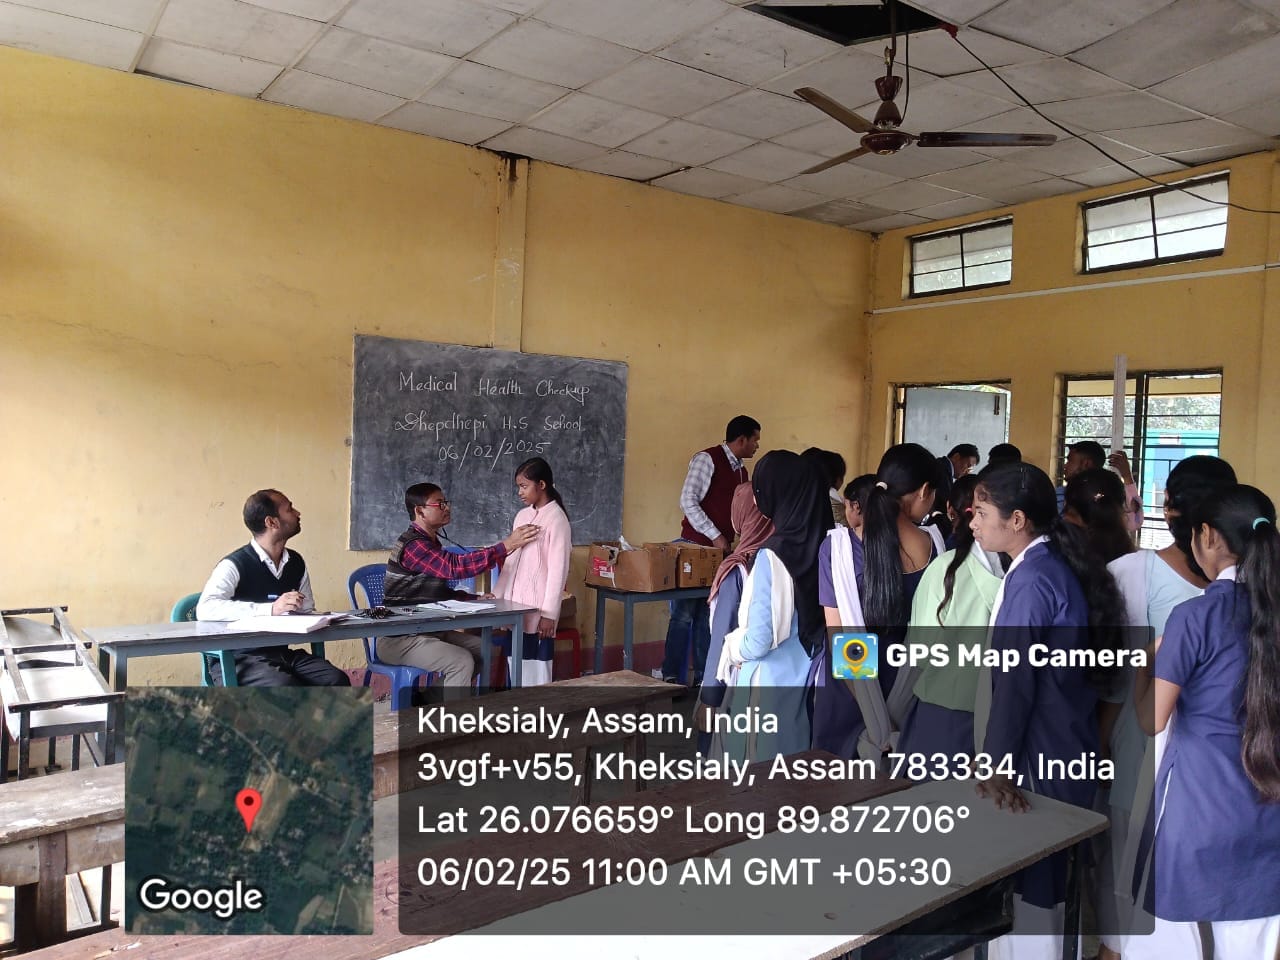 Medical Health Checkup
Dhepdhepi H.S School
06/02/2025
GPS Map Camera
Kheksialy, Assam, India
3vgf+v55, Kheksialy, Assam 783334, India
Lat 26.076659° Long 89.872706°
06/02/25 11:00 AM GMT +05:30
Google